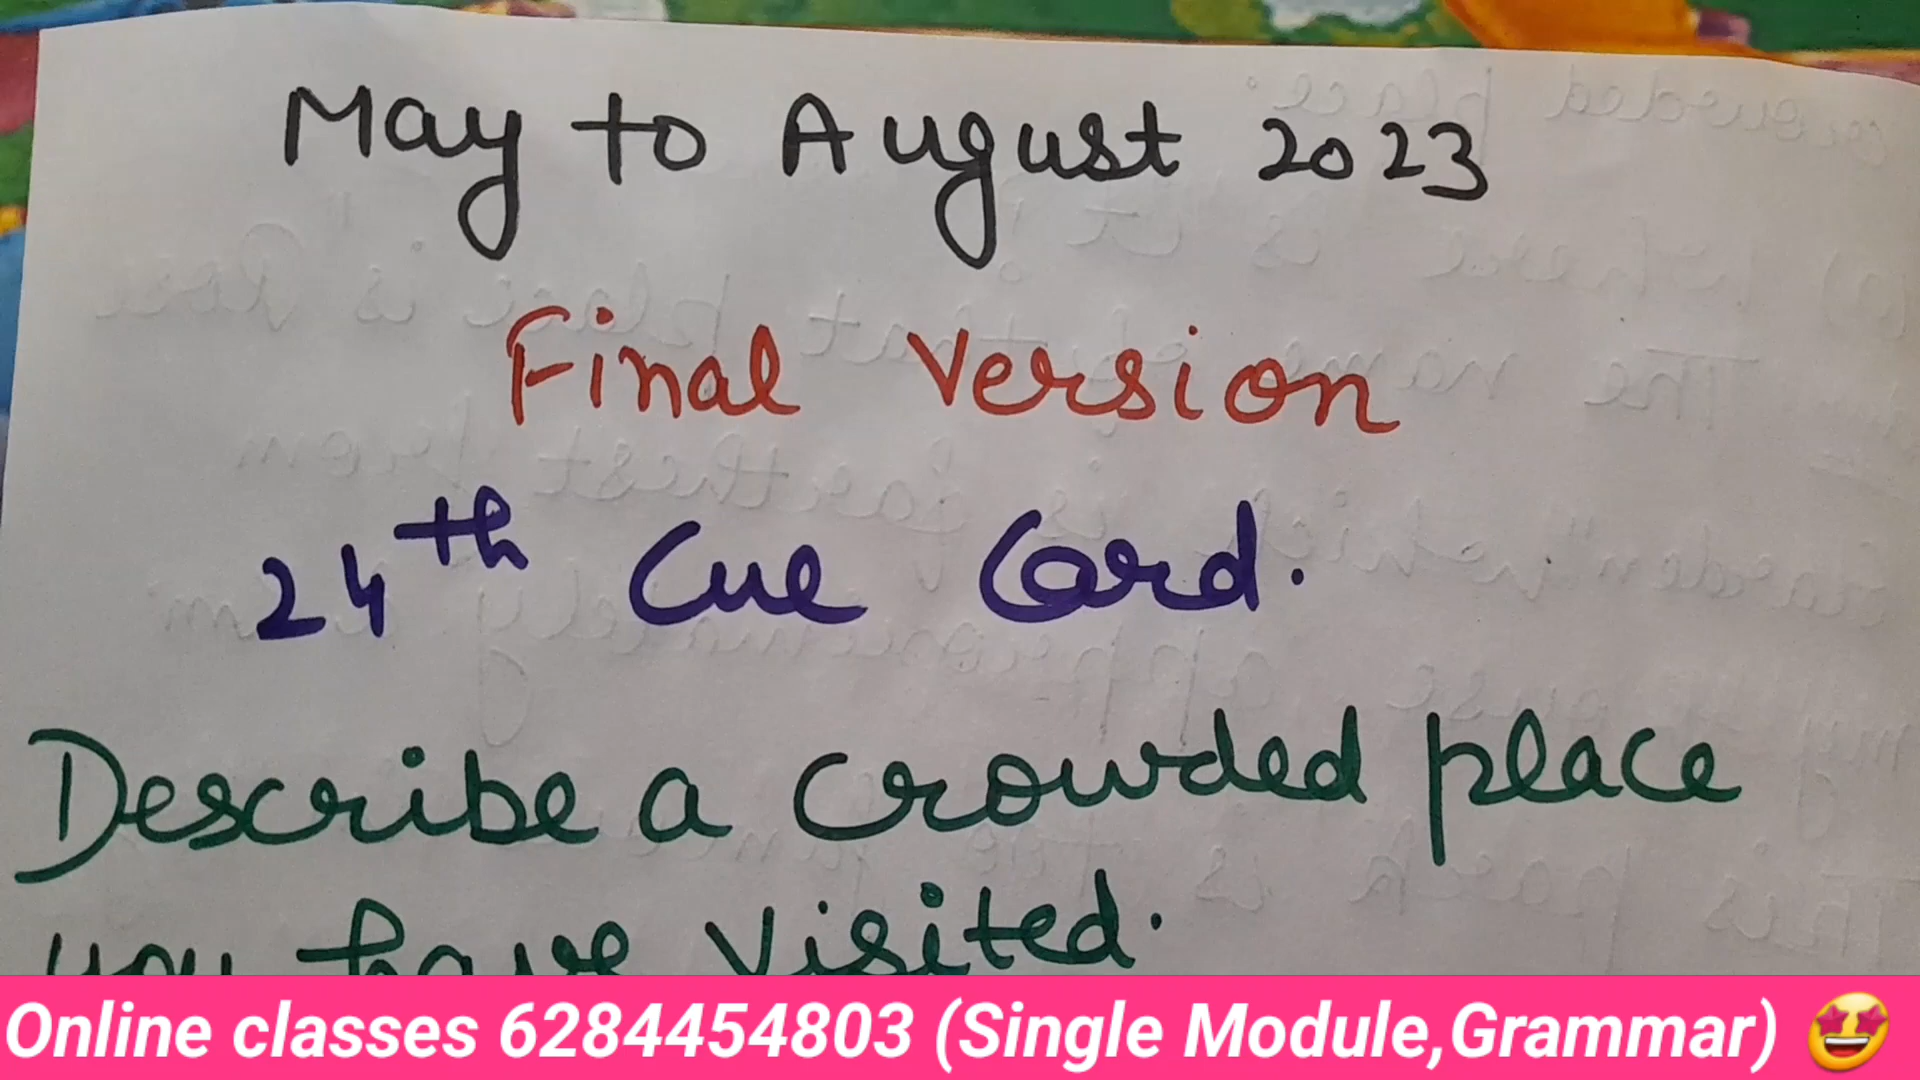 May to August 2023
Final Version
24th Cue Card.
Describe a crowded place
you have visited.
Online classes 6284454803 (Single Module,Grammar) 🤩